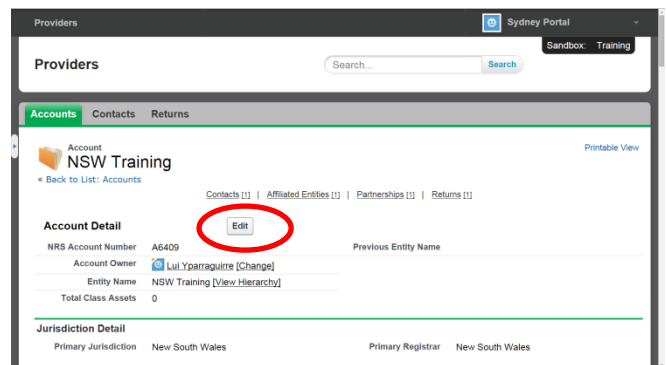 Providers Sydney Portal
Sandbox: Training
Providers Search... Search
Accounts Contacts Returns
Account Printable View
NSW Training
« Back to List: Accounts
Contacts [1] | Affiliated Entities [1] | Partnerships [1] | Returns [1]
Account Detail Edit
NRS Account Number A6409 Previous Entity Name
Account Owner Lui Yparraguirre [Change]
Entity Name NSW Training [View Hierarchy]
Total Class Assets 0
Jurisdiction Detail
Primary Jurisdiction New South Wales Primary Registrar New South Wales